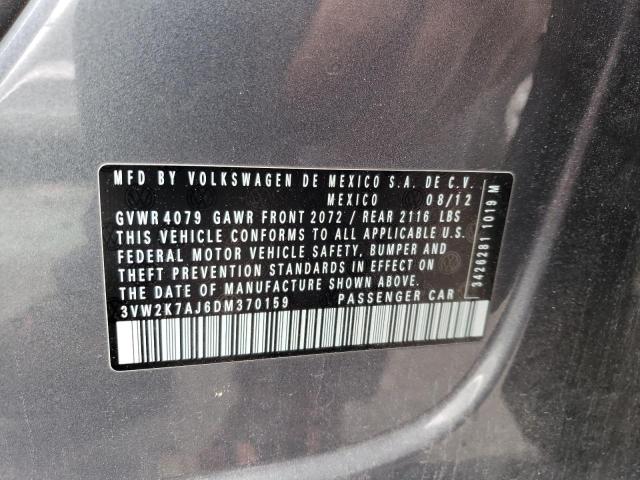 MFD BY VOLKSWAGEN DE MEXICO S.A. DE C.V.
MEXICO 08/12
GVWR 4079 GAWR FRONT 2072 / REAR 2116 LBS
THIS VEHICLE CONFORMS TO ALL APPLICABLE U.S.
FEDERAL MOTOR VEHICLE SAFETY, BUMPER AND
THEFT PREVENTION STANDARDS IN EFFECT ON
THE DATE OF MANUFACTURE SHOWN ABOVE.
3VW2K7AJ6DM370159 PASSENGER CAR
3426281 1019 M